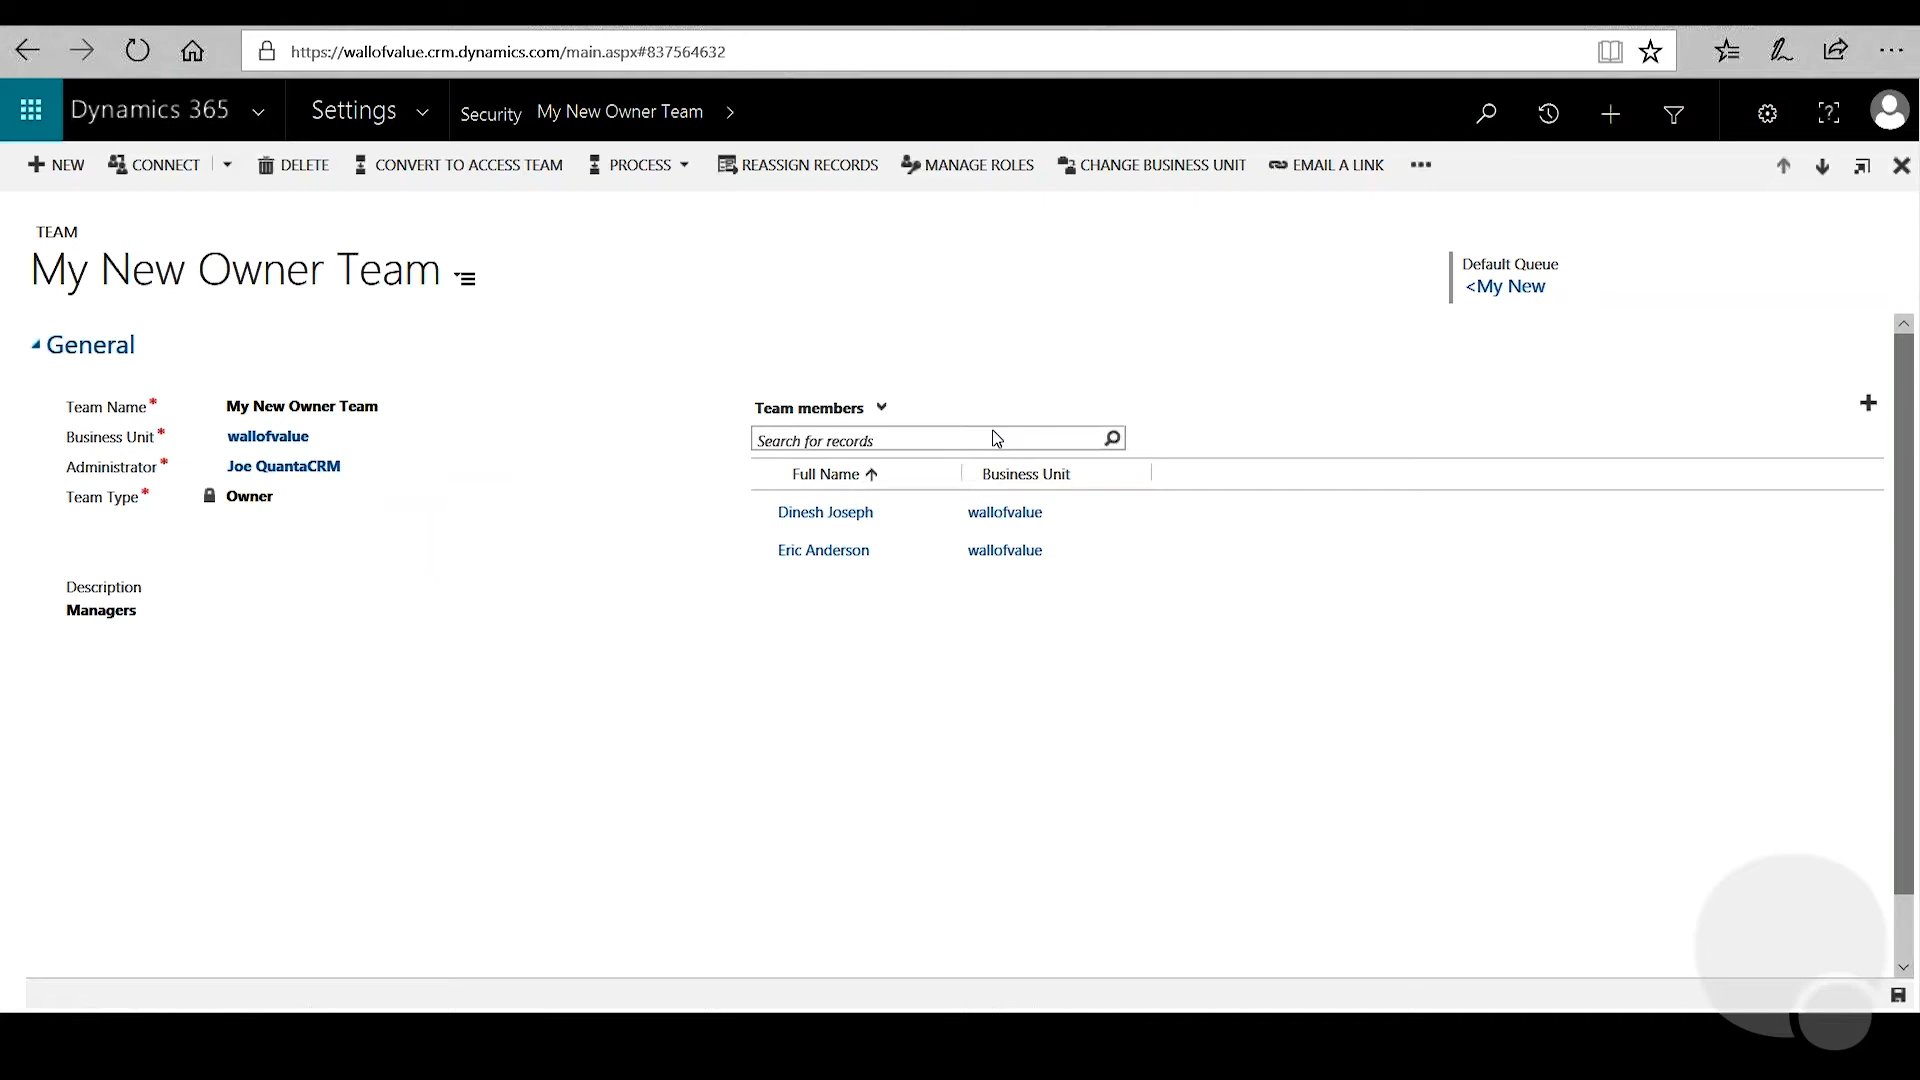 https://wallofvalue.crm.dynamics.com/main.aspx#837564632
Dynamics 365 Settings Security My New Owner Team
NEW CONNECT DELETE CONVERT TO ACCESS TEAM PROCESS REASSIGN RECORDS MANAGE ROLES CHANGE BUSINESS UNIT EMAIL A LINK
TEAM
My New Owner Team
Default Queue
<My New
General
Team Name* My New Owner Team
Business Unit* wallofvalue
Administrator* Joe QuantaCRM
Team Type* Owner
Description
Managers
Team members
Search for records
Full Name Business Unit
Dinesh Joseph wallofvalue
Eric Anderson wallofvalue